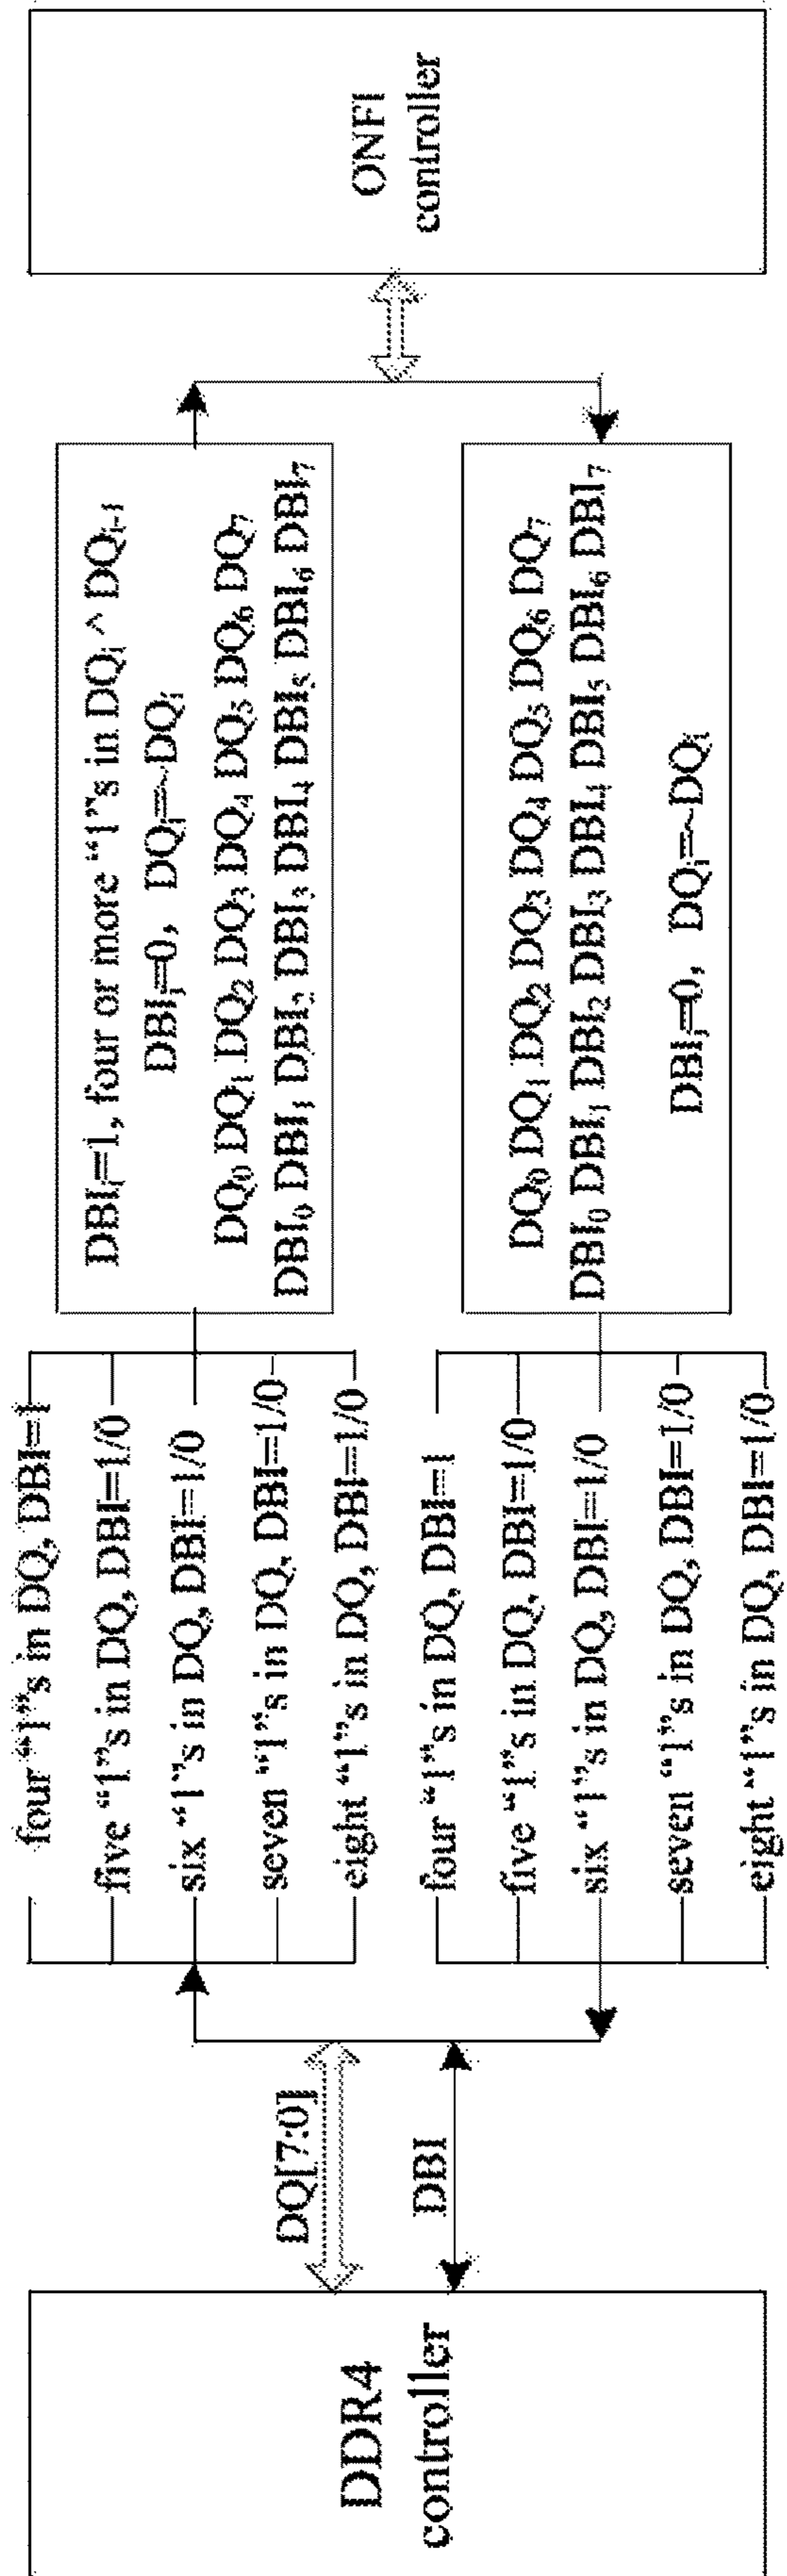 DDR4
controller
DQ[7:0]
DBI
four “1”s in DQ, DBI=1
five “1”s in DQ, DBI=1/0
six “1”s in DQ, DBI=1/0
seven “1”s in DQ, DBI=1/0
eight “1”s in DQ, DBI=1/0
four “1”s in DQ, DBI=1
five “1”s in DQ, DBI=1/0
six “1”s in DQ, DBI=1/0
seven “1”s in DQ, DBI=1/0
eight “1”s in DQ, DBI=1/0
DBIᵢ=1, four or more “1”s in DQᵢ ^ DQᵢ₋₁
DBIᵢ=0, DQᵢ=~DQᵢ
DQ₀ DQ₁ DQ₂ DQ₃ DQ₄ DQ₅ DQ₆ DQ₇
DBI₀ DBI₁ DBI₂ DBI₃ DBI₄ DBI₅ DBI₆ DBI₇
DQ₀ DQ₁ DQ₂ DQ₃ DQ₄ DQ₅ DQ₆ DQ₇
DBI₀ DBI₁ DBI₂ DBI₃ DBI₄ DBI₅ DBI₆ DBI₇
DBIᵢ=0, DQᵢ=~DQᵢ
ONFI
controller